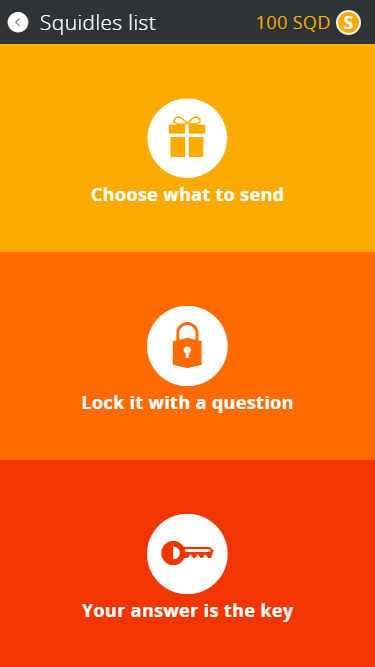 Squidles list
100 SQD S
Choose what to send
Lock it with a question
Your answer is the key